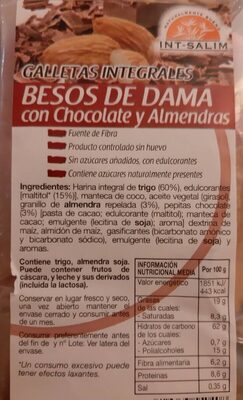 NATURALMENTE BUENO
INT-SALIM
GALLETAS INTEGRALES
BESOS DE DAMA
con Chocolate y Almendras
Fuente de Fibra
Producto controlado sin huevo
Sin azúcares añadidos, con edulcorantes
Contiene azúcares naturalmente presentes
Ingredientes: Harina integral de trigo (60%), edulcorantes
[maltitol* (15%)], manteca de coco, aceite vegetal (girasol),
granillo de almendra repelada (3%), pepitas chocolate
(3%) [pasta de cacao; edulcorante (maltitol); manteca de
cacao; emulgente (lecitina de soja); aroma] dextrina de
maíz, almidón de maíz, gasificantes (bicarbonato amónico
y bicarbonato sódico), emulgente (lecitina de soja) y
aromas.
Contiene trigo, almendra soja.
Puede contener frutos de
cáscara, y leche y sus derivados
(incluida la lactosa).
Conservar en lugar fresco y seco,
una vez abierto mantener el
envase cerrado y consumir antes
de un mes.
Consumir preferentemente antes
del fin de y nº Lote: Ver latera del
envase.
*Un consumo excesivo puede
tener efectos laxantes.
INFORMACIÓN NUTRICIONAL MEDIA
Por 100 g
Valor energético 1851 kJ / 443 kcal
Grasas 19 g
de las cuales:
- Saturadas 8,3 g
Hidratos de carbono 62 g
de los cuales:
- Azúcares 0,7 g
- Polialcoholes 15 g
Fibra alimentaria 6,2 g
Proteínas 8,6 g
Sal 0,35 g